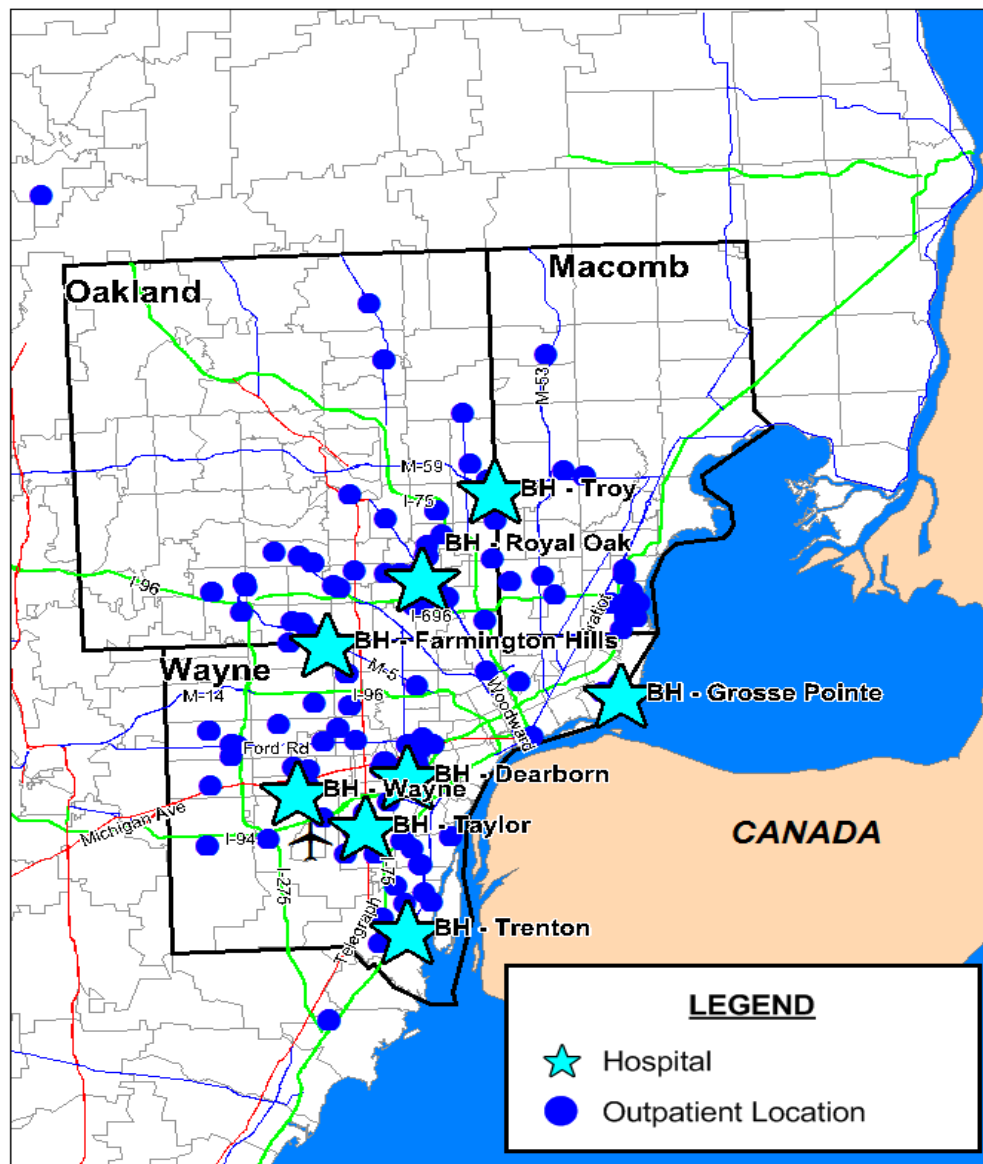 Macomb
Oakland
M-53
M-59
BH - Troy
I-75
BH - Royal Oak
I-96
I-696
BH - Farmington Hills
Wayne
M-5
M-14
I-96
Woodward
BH - Grosse Pointe
Ford Rd
BH - Dearborn
BH - Wayne
Michigan Ave
BH - Taylor
I-94
CANADA
I-75
I-275
BH - Trenton
Telegraph
LEGEND
Hospital
Outpatient Location